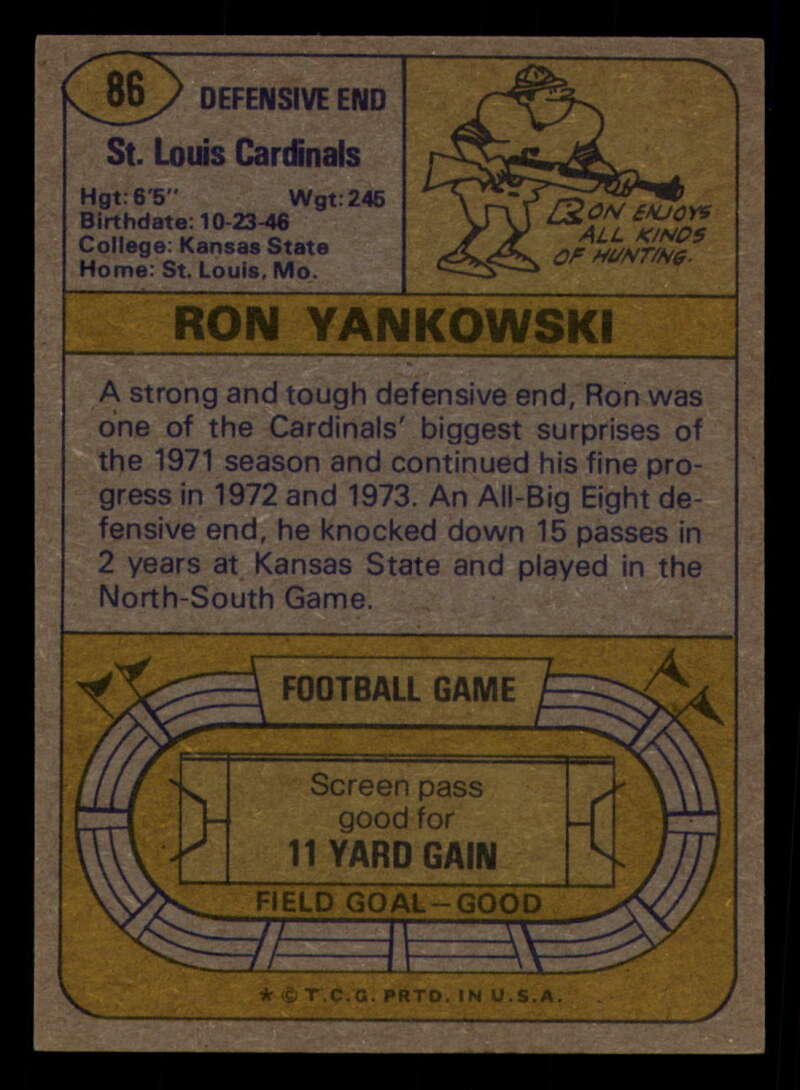 86
DEFENSIVE END
St. Louis Cardinals
Hgt: 6'5" Wgt: 245
Birthdate: 10-23-46
College: Kansas State
Home: St. Louis, Mo.
RON ENJOYS
ALL KINDS
OF HUNTING.
RON YANKOWSKI
A strong and tough defensive end, Ron was
one of the Cardinals' biggest surprises of
the 1971 season and continued his fine pro-
gress in 1972 and 1973. An All-Big Eight de-
fensive end, he knocked down 15 passes in
2 years at Kansas State and played in the
North-South Game.
FOOTBALL GAME
Screen pass
good for
11 YARD GAIN
FIELD GOAL—GOOD
* © T.C.G. PRTD. IN U.S.A.